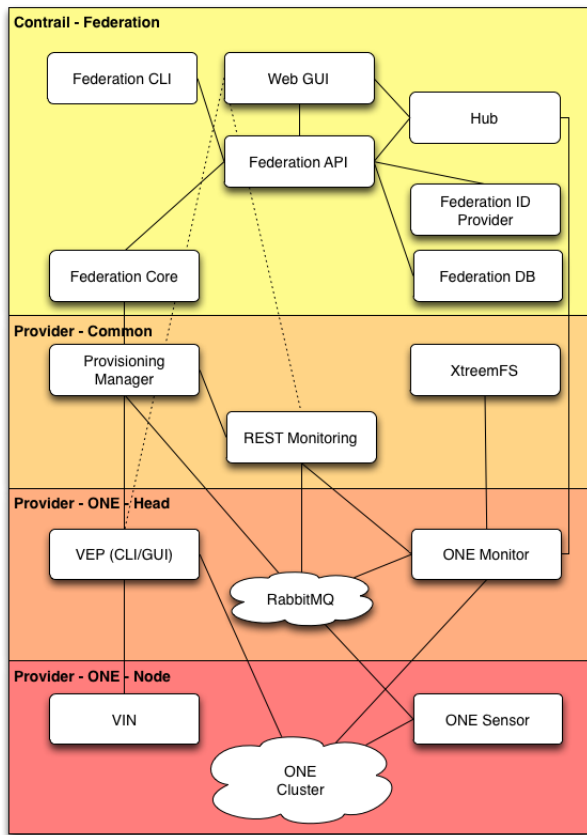 Contrail - Federation
Federation CLI
Web GUI
Hub
Federation API
Federation ID
Provider
Federation Core
Federation DB
Provider - Common
Provisioning
Manager
XtreemFS
REST Monitoring
Provider - ONE - Head
VEP (CLI/GUI)
ONE Monitor
RabbitMQ
Provider - ONE - Node
VIN
ONE Sensor
ONE
Cluster